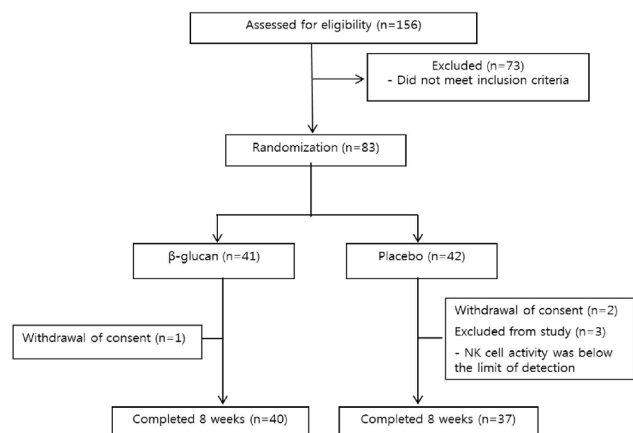 Assessed for eligibility (n=156)
Excluded (n=73)
- Did not meet inclusion criteria
Randomization (n=83)
β-glucan (n=41)
Placebo (n=42)
Withdrawal of consent (n=1)
Withdrawal of consent (n=2)
Excluded from study (n=3)
- NK cell activity was below
the limit of detection
Completed 8 weeks (n=40)
Completed 8 weeks (n=37)